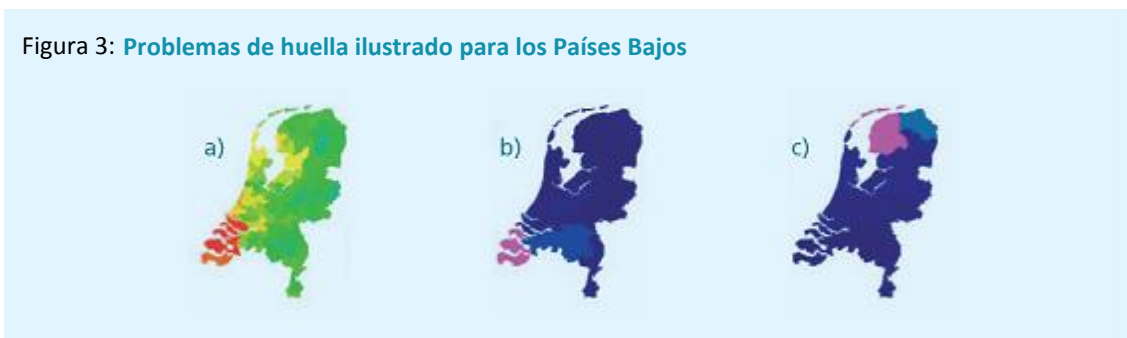 Figura 3: Problemas de huella ilustrado para los Países Bajos
a)
b)
c)